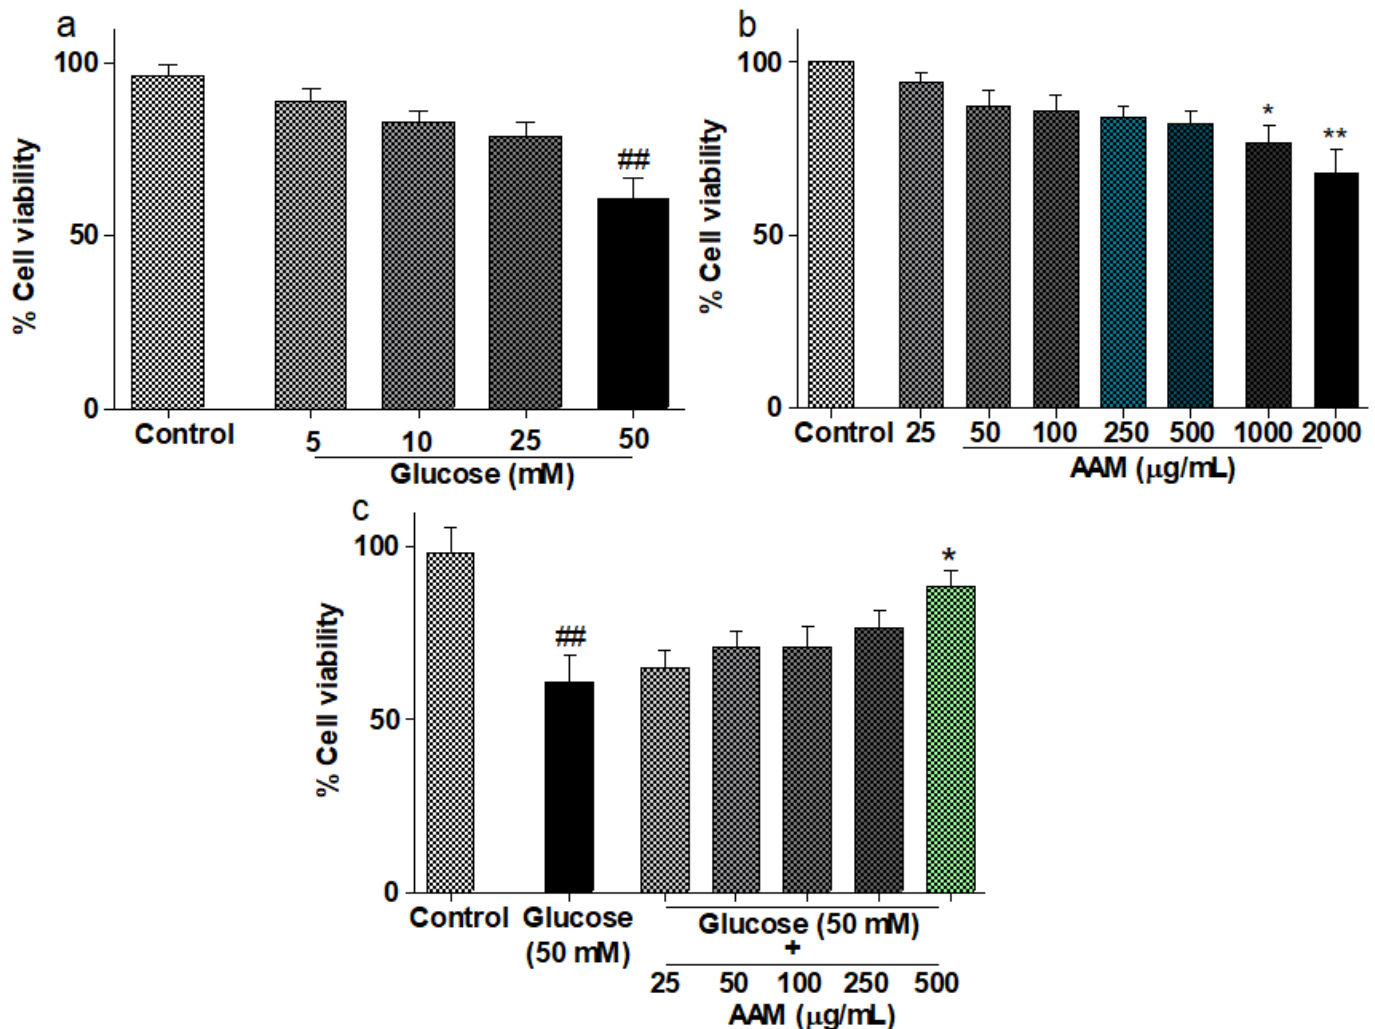 a
% Cell viability
100
50
0
##
Control
5 10 25 50
Glucose (mM)
b
% Cell viability
100
50
0
*
**
Control 25 50 100 250 500 1000 2000
AAM (μg/mL)
c
% Cell viability
100
50
0
##
*
Control
Glucose
(50 mM)
Glucose (50 mM)
+
25 50 100 250 500
AAM (μg/mL)